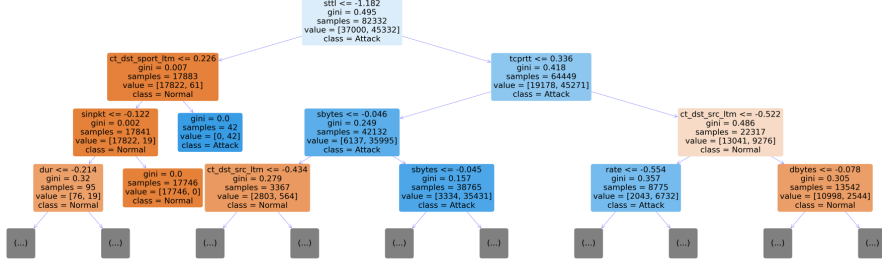 sttl <= -1.182
gini = 0.495
samples = 82332
value = [37000, 45332]
class = Attack
ct_dst_sport_ltm <= 0.226
gini = 0.007
samples = 17883
value = [17822, 61]
class = Normal
tcprtt <= 0.336
gini = 0.418
samples = 64449
value = [19178, 45271]
class = Attack
sinpkt <= -0.122
gini = 0.002
samples = 17841
value = [17822, 19]
class = Normal
gini = 0.0
samples = 42
value = [0, 42]
class = Attack
sbytes <= -0.046
gini = 0.249
samples = 42132
value = [6137, 35995]
class = Attack
ct_dst_src_ltm <= -0.522
gini = 0.486
samples = 22317
value = [13041, 9276]
class = Normal
dur <= -0.214
gini = 0.32
samples = 95
value = [76, 19]
class = Normal
gini = 0.0
samples = 17746
value = [17746, 0]
class = Normal
ct_dst_src_ltm <= -0.434
gini = 0.279
samples = 3367
value = [2803, 564]
class = Normal
sbytes <= -0.045
gini = 0.157
samples = 38765
value = [3334, 35431]
class = Attack
rate <= -0.554
gini = 0.357
samples = 8775
value = [2043, 6732]
class = Attack
dbytes <= -0.078
gini = 0.305
samples = 13542
value = [10998, 2544]
class = Normal
(...)
(...)
(...)
(...)
(...)
(...)
(...)
(...)
(...)
(...)